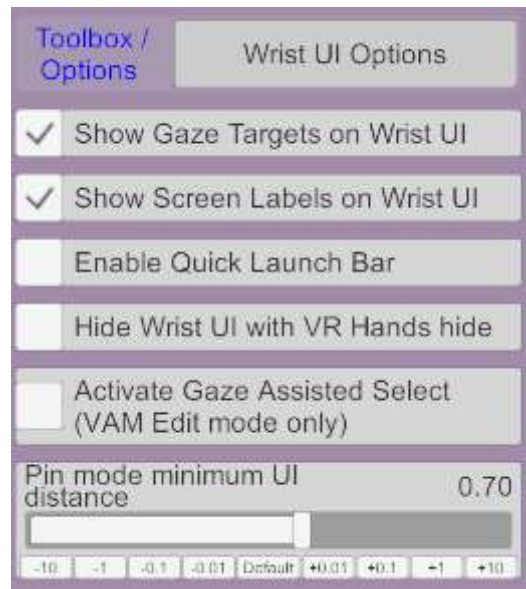 Toolbox /
Options
Wrist UI Options
Show Gaze Targets on Wrist UI
Show Screen Labels on Wrist UI
Enable Quick Launch Bar
Hide Wrist UI with VR Hands hide
Activate Gaze Assisted Select
(VAM Edit mode only)
Pin mode minimum UI
distance
0.70
-10 -1 -0.1 -0.01 Default +0.01 +0.1 +1 +10